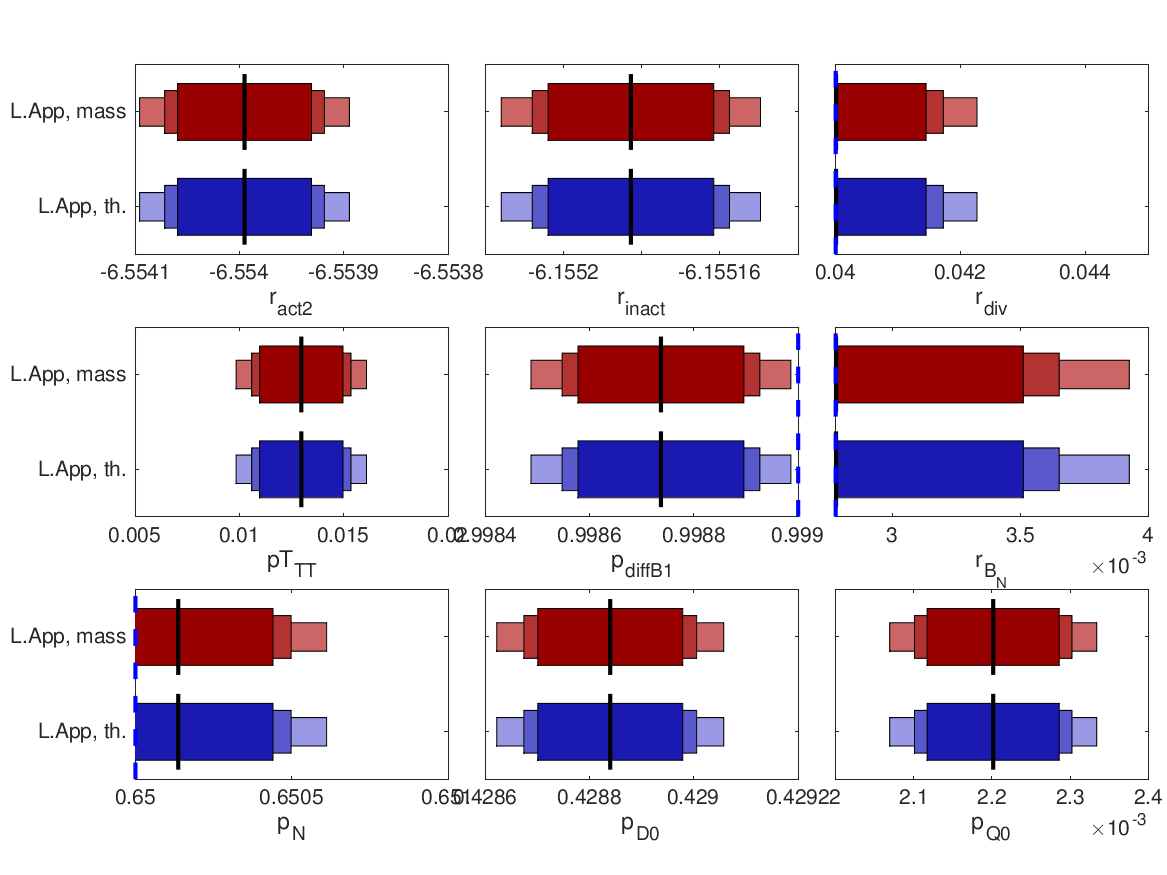 L.App, mass
L.App, th.
-6.5541 -6.554 -6.5539 -6.5538
r_act2
-6.1552 -6.15516
r_inact
0.04 0.042 0.044
r_div
L.App, mass
L.App, th.
0.005 0.01 0.015 0.02
pT_TT
0.9984 0.9986 0.9988 0.999
p_diffB1
3 3.5 4
×10^-3
r_B_N
L.App, mass
L.App, th.
0.65 0.6505 0.651
p_N
0.4286 0.4288 0.429 0.4292
p_D0
2 2.1 2.2 2.3 2.4
×10^-3
p_Q0